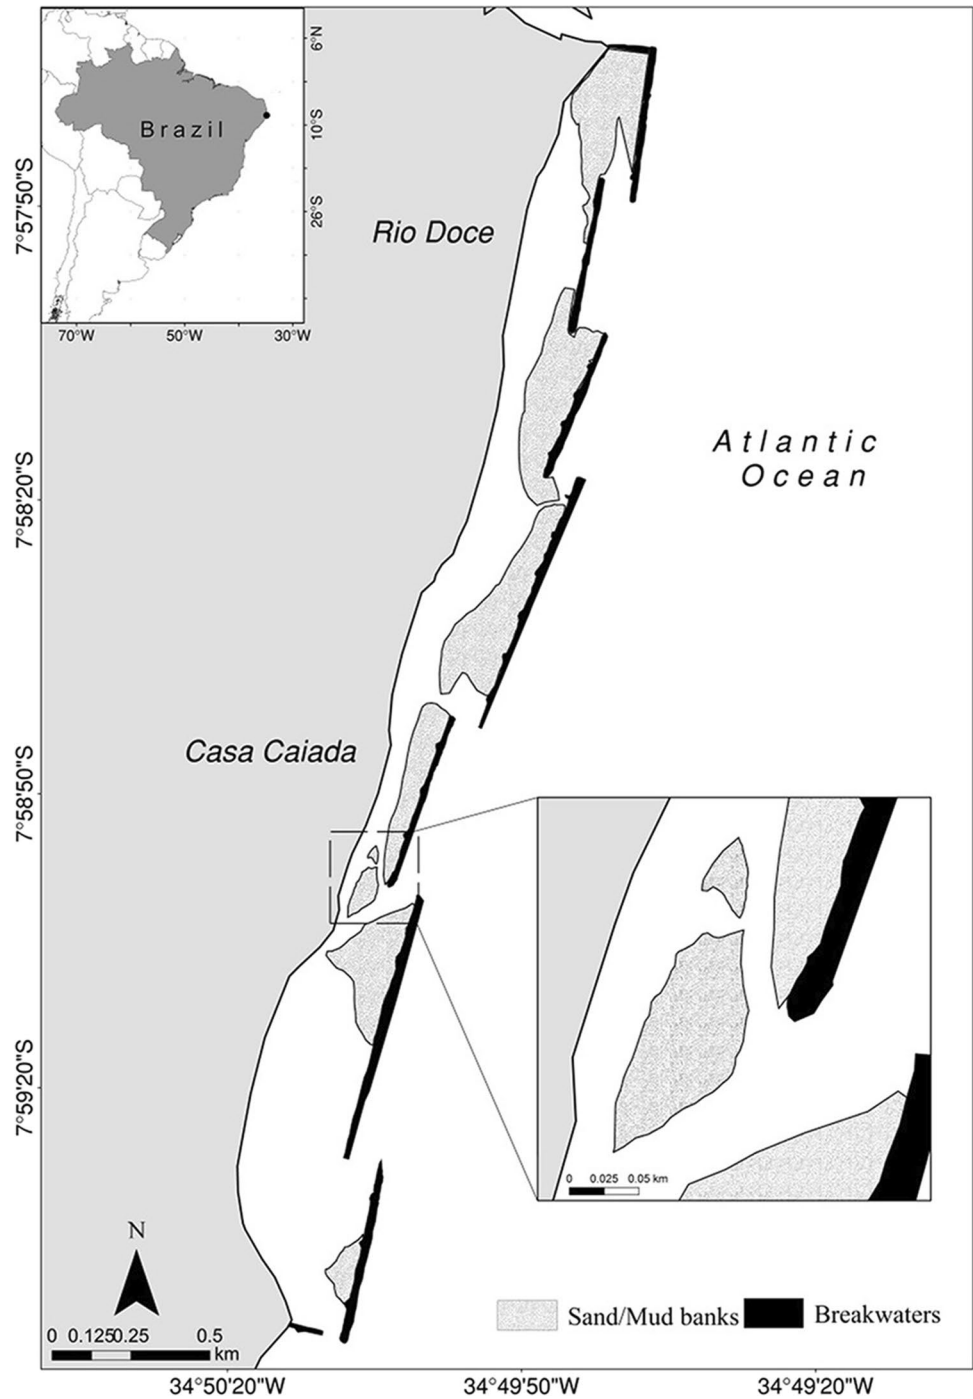 6°N
Brazil
10°S
26°S
70°W
50°W
30°W
7°57'50"S
Rio Doce
Atlantic
Ocean
7°58'20"S
Casa Caiada
7°58'50"S
7°59'20"S
0 0.025 0.05 km
N
0 0.1250.25 0.5
km
Sand/Mud banks
Breakwaters
34°50'20"W
34°49'50"W
34°49'20"W